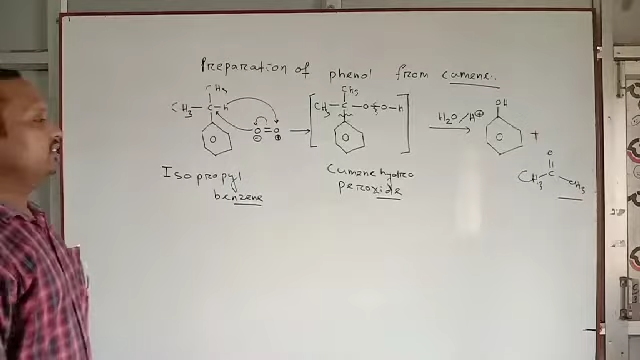 Preparation of phenol from cumene.
CH3
CH3 - C - H
O = O
CH3
CH3 - C - O - O - H
H2O/H⊕
OH
+
O
CH3 C CH3
Isopropyl
benzene
Cumene hydro
peroxide